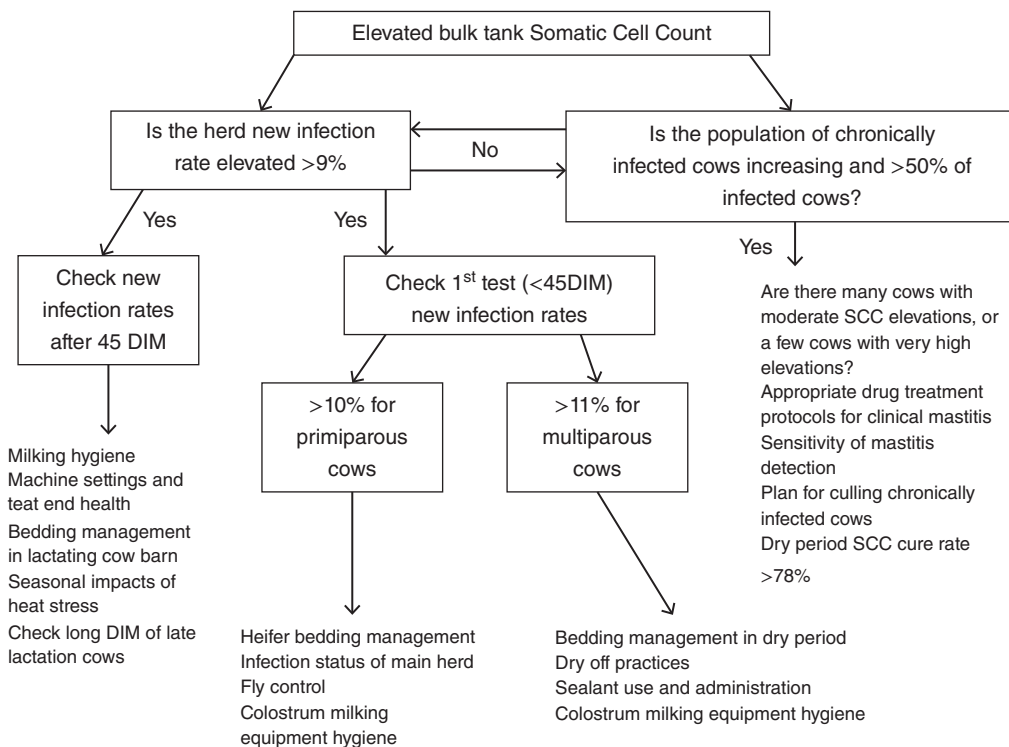 Elevated bulk tank Somatic Cell Count
Is the herd new infection
rate elevated >9%
No
Is the population of chronically
infected cows increasing and >50% of
infected cows?
Yes
Yes
Yes
Check new
infection rates
after 45 DIM
Check 1st test (<45DIM)
new infection rates
Are there many cows with
moderate SCC elevations, or
a few cows with very high
elevations?
Appropriate drug treatment
protocols for clinical mastitis
Sensitivity of mastitis
detection
Plan for culling chronically
infected cows
Dry period SCC cure rate
>78%
>10% for
primiparous
cows
>11% for
multiparous
cows
Milking hygiene
Machine settings and
teat end health
Bedding management
in lactating cow barn
Seasonal impacts of
heat stress
Check long DIM of late
lactation cows
Heifer bedding management
Infection status of main herd
Fly control
Colostrum milking
equipment hygiene
Bedding management in dry period
Dry off practices
Sealant use and administration
Colostrum milking equipment hygiene